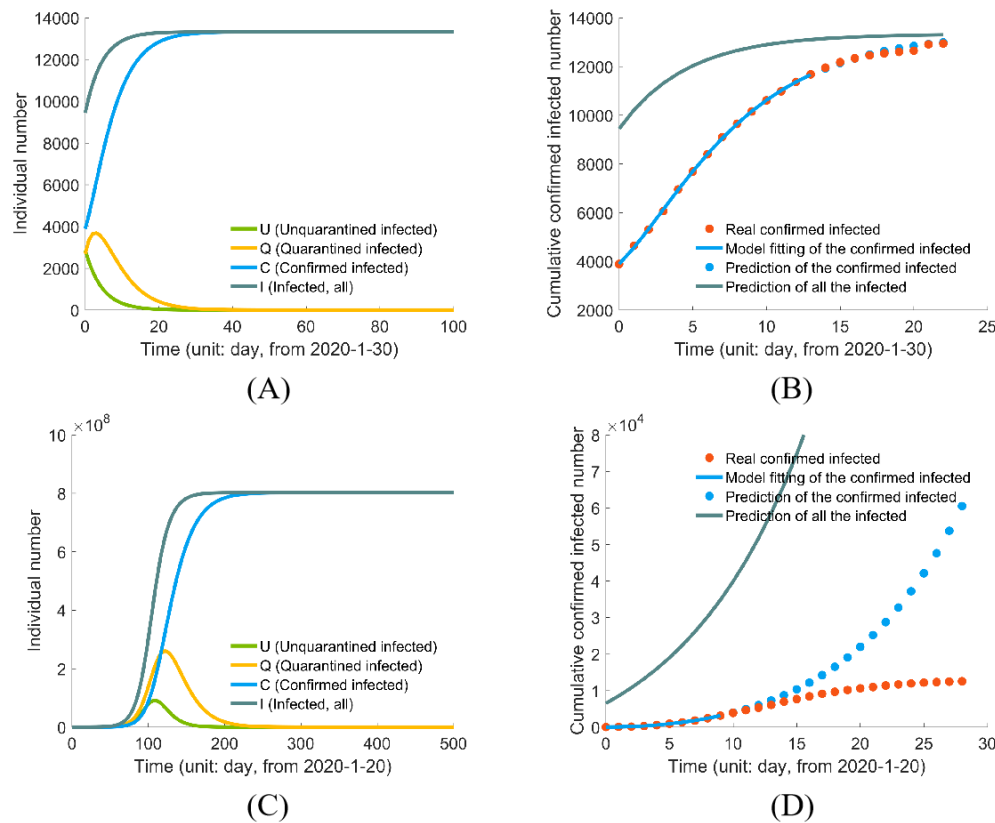 14000
12000
10000
8000
6000
4000
2000
0
Individual number
U (Unquarantined infected)
Q (Quarantined infected)
C (Confirmed infected)
I (Infected, all)
0 20 40 60 80 100
Time (unit: day, from 2020-1-30)
(A)
14000
12000
10000
8000
6000
4000
2000
Cumulative confirmed infected number
Real confirmed infected
Model fitting of the confirmed infected
Prediction of the confirmed infected
Prediction of all the infected
0 5 10 15 20 25
Time (unit: day, from 2020-1-30)
(B)
×10^8
10
8
6
4
2
0
Individual number
U (Unquarantined infected)
Q (Quarantined infected)
C (Confirmed infected)
I (Infected, all)
0 100 200 300 400 500
Time (unit: day, from 2020-1-20)
(C)
×10^4
8
7
6
5
4
3
2
1
0
Cumulative confirmed infected number
Real confirmed infected
Model fitting of the confirmed infected
Prediction of the confirmed infected
Prediction of all the infected
0 5 10 15 20 25 30
Time (unit: day, from 2020-1-20)
(D)